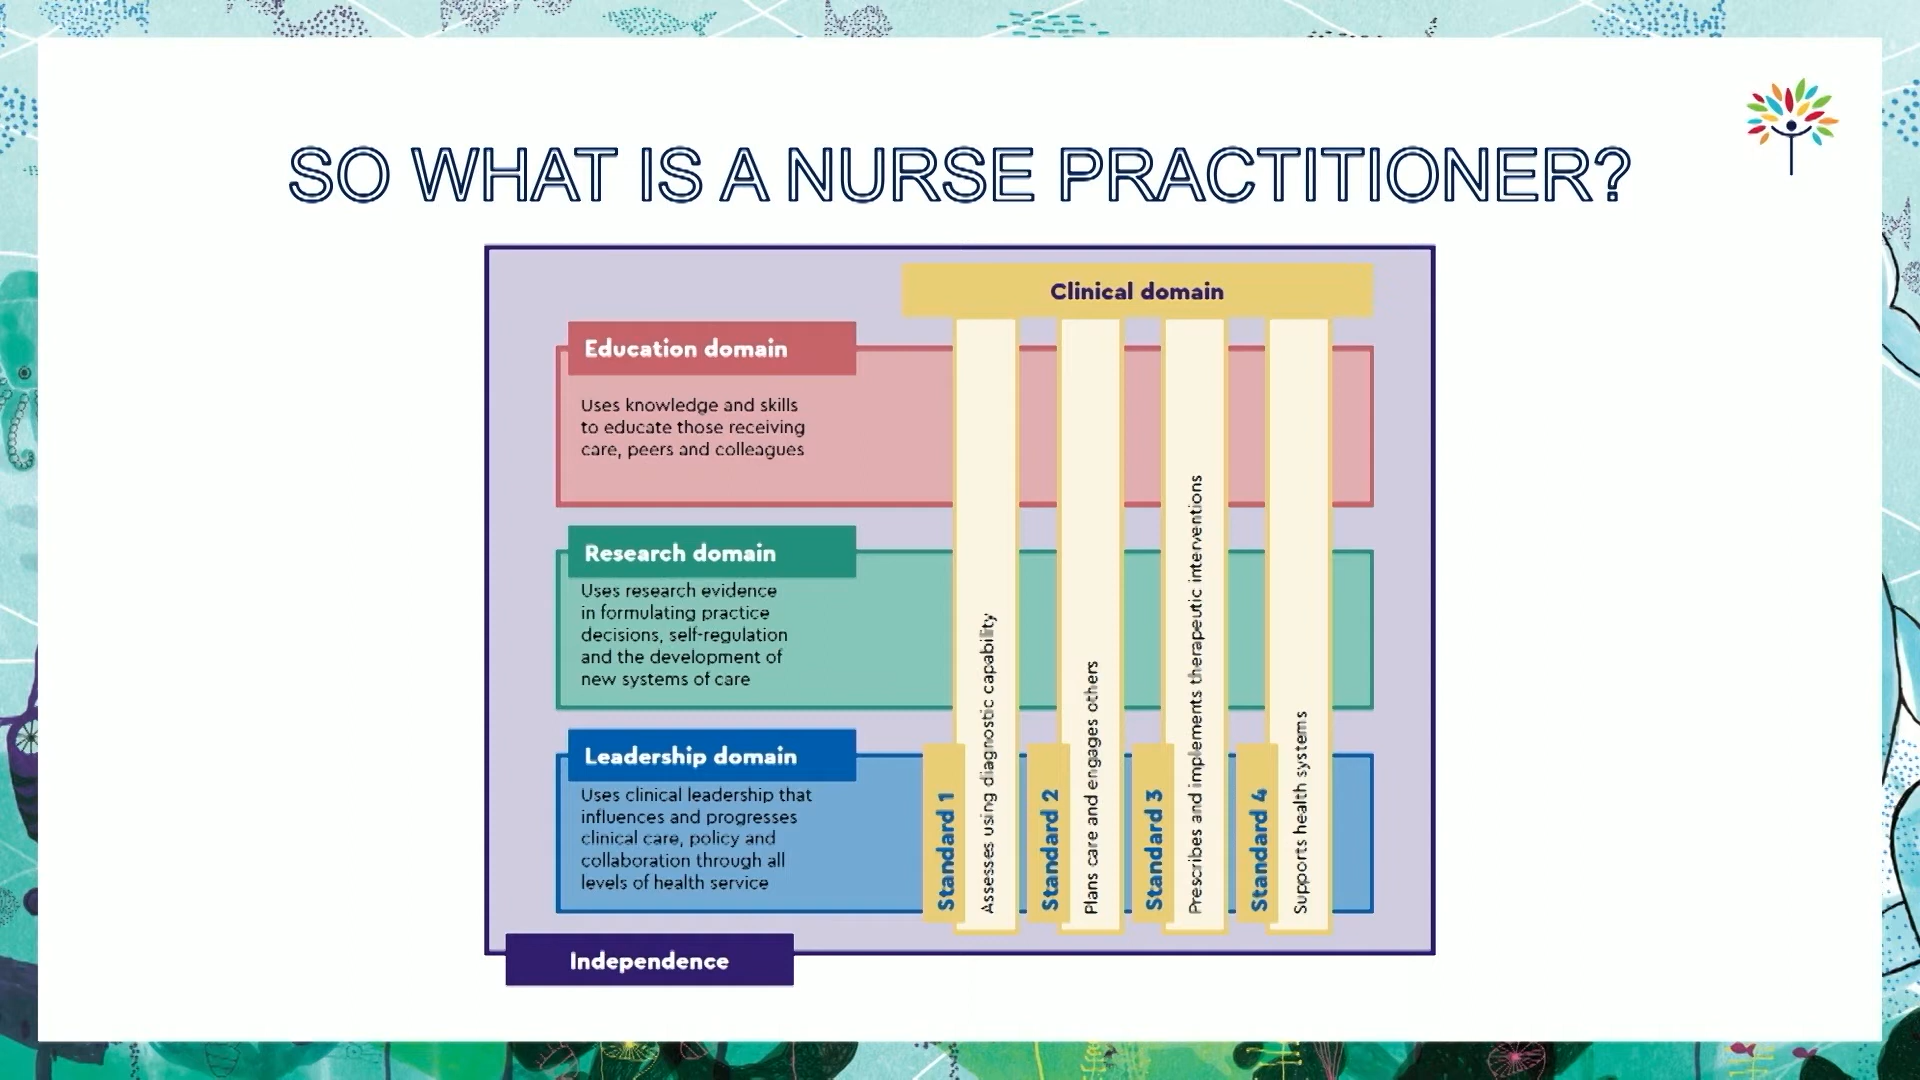 SO WHAT IS A NURSE PRACTITIONER?
Clinical domain
Education domain
Uses knowledge and skills
to educate those receiving
care, peers and colleagues
Research domain
Uses research evidence
in formulating practice
decisions, self-regulation
and the development of
new systems of care
Leadership domain
Uses clinical leadership that
influences and progresses
clinical care, policy and
collaboration through all
levels of health service
Standard 1
Assesses using diagnostic capability
Standard 2
Plans care and engages others
Standard 3
Prescribes and implements therapeutic interventions
Standard 4
Supports health systems
Independence